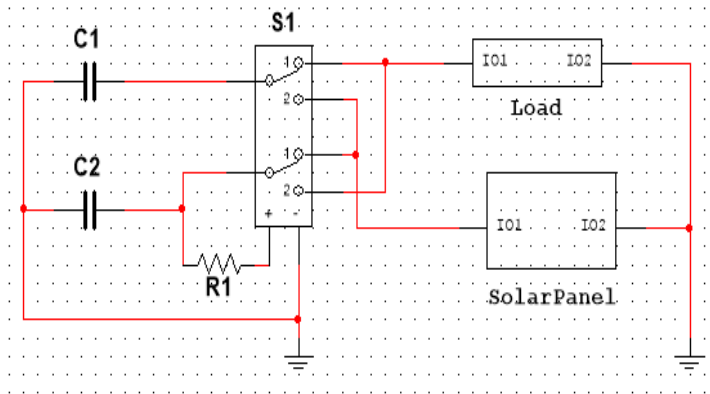 S1
C1
1
IO1 IO2
2
Load
C2
1
2
IO1 IO2
+ -
R1
SolarPanel